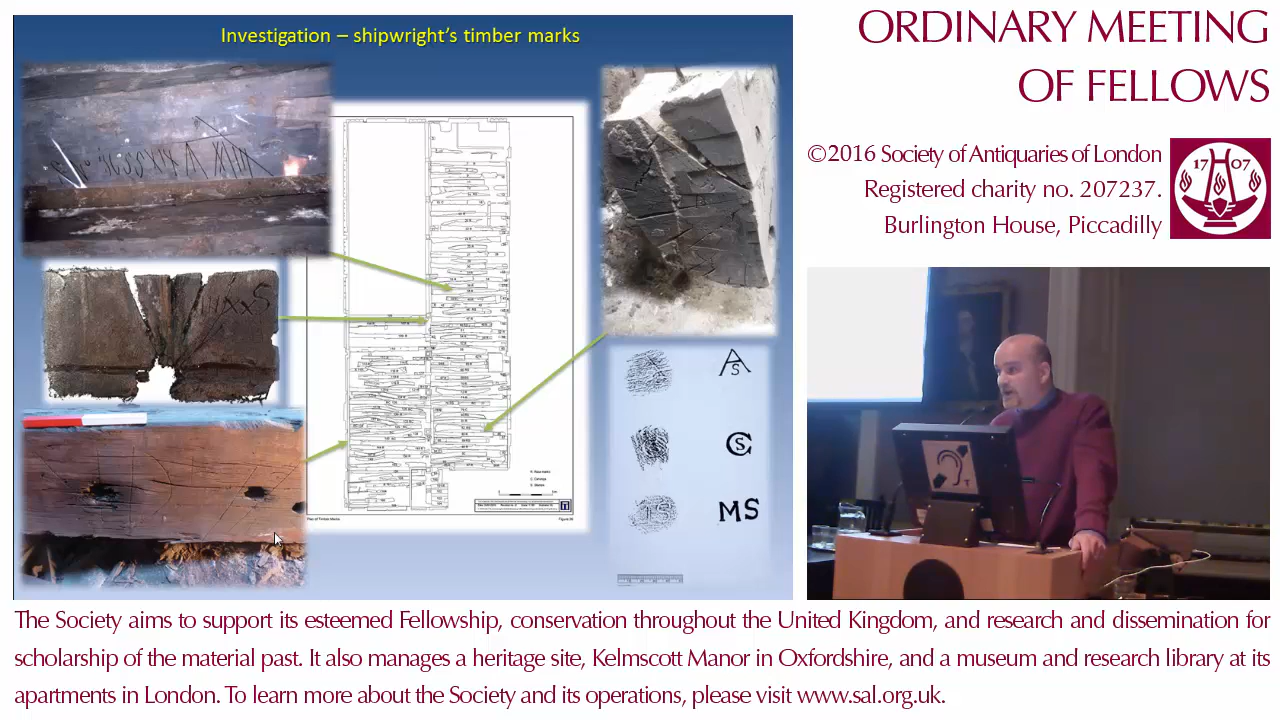 Investigation – shipwright's timber marks
AS
CS
MS
ORDINARY MEETING
OF FELLOWS
©2016 Society of Antiquaries of London
Registered charity no. 207237.
Burlington House, Piccadilly
1707
The Society aims to support its esteemed Fellowship, conservation throughout the United Kingdom, and research and dissemination for
scholarship of the material past. It also manages a heritage site, Kelmscott Manor in Oxfordshire, and a museum and research library at its
apartments in London. To learn more about the Society and its operations, please visit www.sal.org.uk.